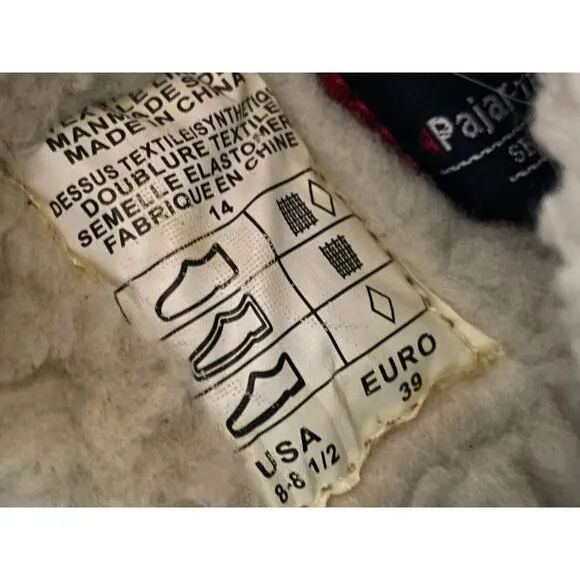 MADE IN CHINA
DESSUS TEXTILE/SYNTHETIQUE
DOUBLURE TEXTILE
SEMELLE ELASTOMER
FABRIQUE EN CHINE
14
USA
8-8 1/2
EURO
39
Pajar